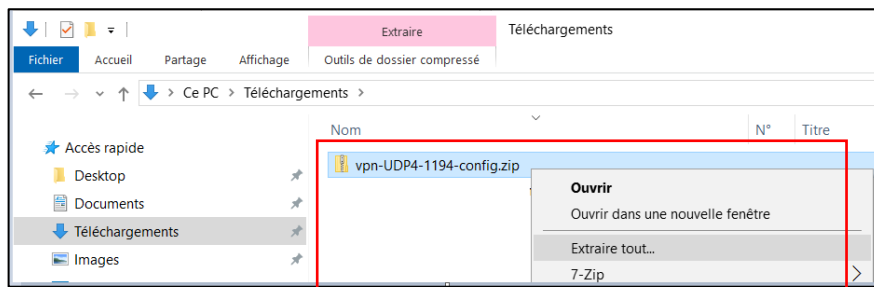 Extraire Téléchargements
Fichier Accueil Partage Affichage Outils de dossier compressé
> Ce PC > Téléchargements >
Nom N° Titre
Accès rapide
Desktop
Documents
Téléchargements
Images
vpn-UDP4-1194-config.zip
Ouvrir
Ouvrir dans une nouvelle fenêtre
Extraire tout...
7-Zip